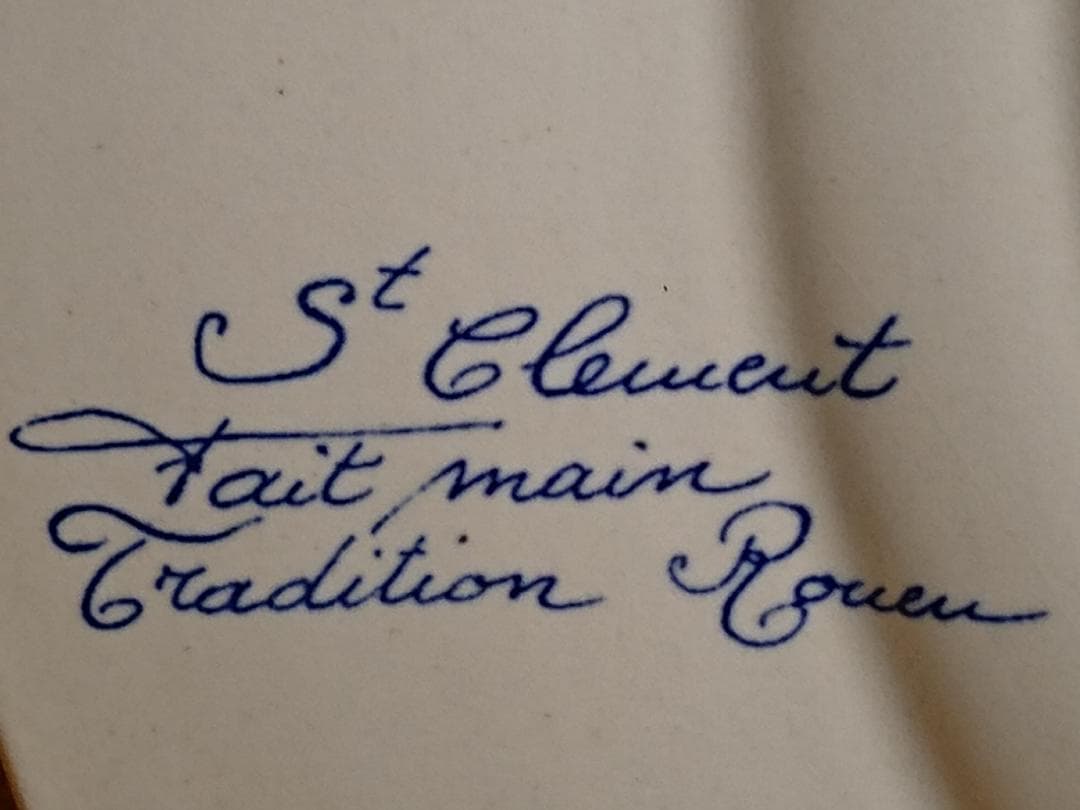 St Clement
Fait main
Tradition Rouen